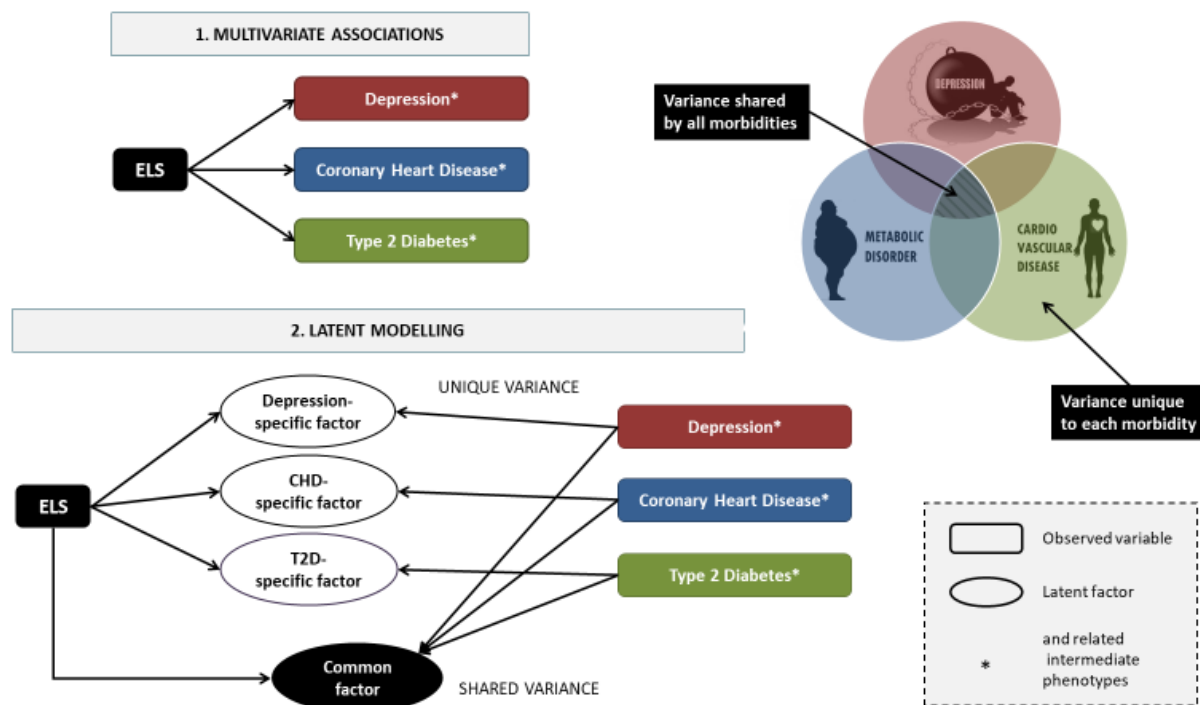 1. MULTIVARIATE ASSOCIATIONS
ELS
Depression*
Coronary Heart Disease*
Type 2 Diabetes*
Variance shared
by all morbidities
DEPRESSION
METABOLIC
DISORDER
CARDIO
VASCULAR
DISEASE
Variance unique
to each morbidity
2. LATENT MODELLING
UNIQUE VARIANCE
ELS
Depression-
specific factor
CHD-
specific factor
T2D-
specific factor
Common
factor
SHARED VARIANCE
Depression*
Coronary Heart Disease*
Type 2 Diabetes*
Observed variable
Latent factor
* and related
intermediate
phenotypes